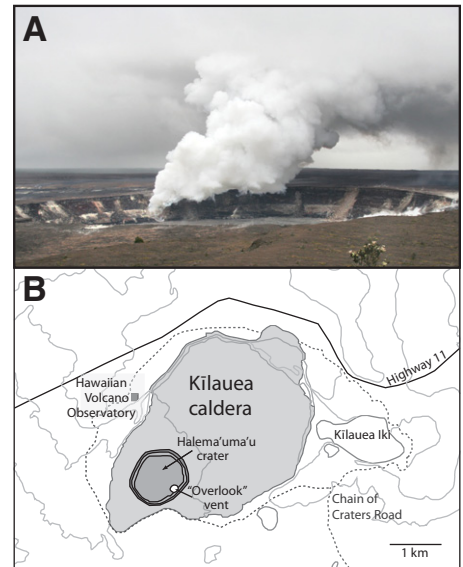 A
B
Highway 11
Hawaiian
Volcano
Observatory
Kīlauea
caldera
Halema'uma'u
crater
Kīlauea Iki
"Overlook"
vent
Chain of
Craters Road
1 km